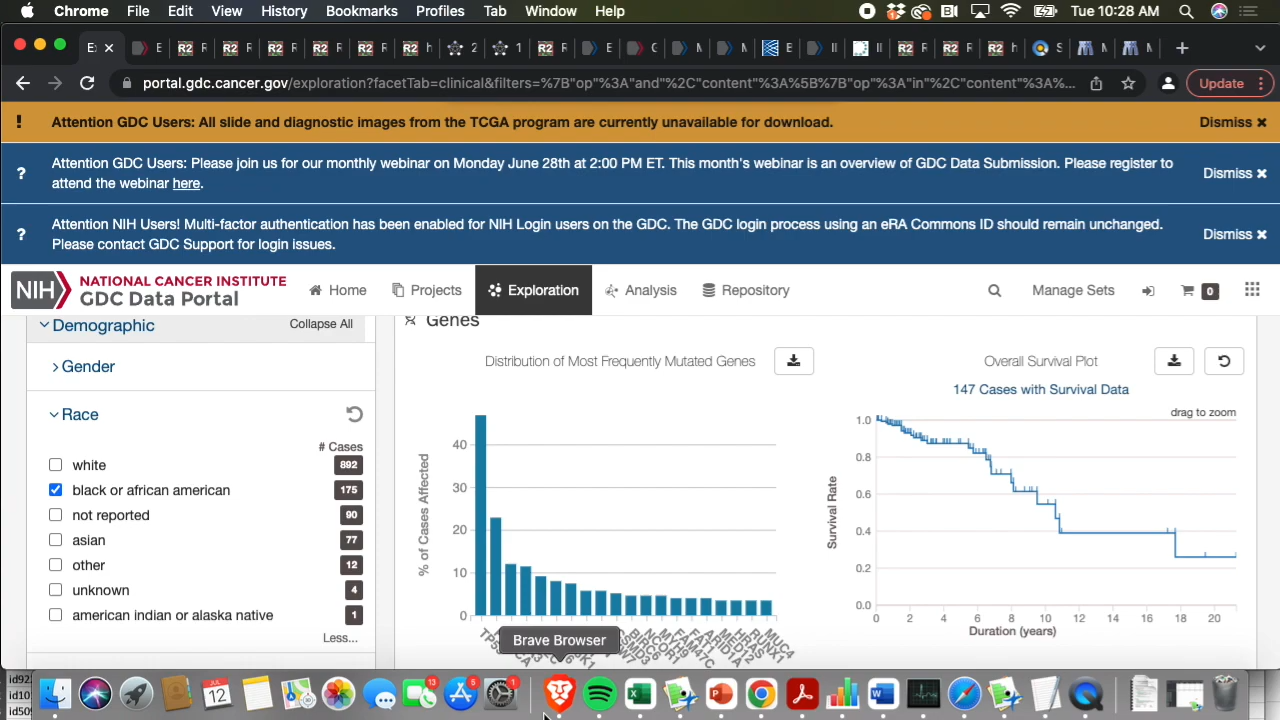 Chrome File Edit View History Bookmarks Profiles Tab Window Help Tue 10:28 AM
portal.gdc.cancer.gov/exploration?facetTab=clinical&filters=%7B"op"%3A"and"%2C"content"%3A%5B%7B"op"%3A"in"%2C"content"%3A%... Update
! Attention GDC Users: All slide and diagnostic images from the TCGA program are currently unavailable for download. Dismiss ×
? Attention GDC Users: Please join us for our monthly webinar on Monday June 28th at 2:00 PM ET. This month's webinar is an overview of GDC Data Submission. Please register to
attend the webinar here. Dismiss ×
? Attention NIH Users! Multi-factor authentication has been enabled for NIH Login users on the GDC. The GDC login process using an eRA Commons ID should remain unchanged.
Please contact GDC Support for login issues. Dismiss ×
NIH NATIONAL CANCER INSTITUTE
GDC Data Portal
Home Projects Exploration Analysis Repository Manage Sets 0
Demographic Collapse All
Gender
Race
# Cases
white 892
black or african american 175
not reported 90
asian 77
other 12
unknown 4
american indian or alaska native 1
Less...
Genes
Distribution of Most Frequently Mutated Genes
% of Cases Affected
40
30
20
10
0
MED12
RUNX1
MUC4
Overall Survival Plot
147 Cases with Survival Data
drag to zoom
Survival Rate
1.0
0.8
0.6
0.4
0.2
0.0
0 2 4 6 8 10 12 14 16 18 20
Duration (years)
Brave Browser
JUL
12
13
5
1